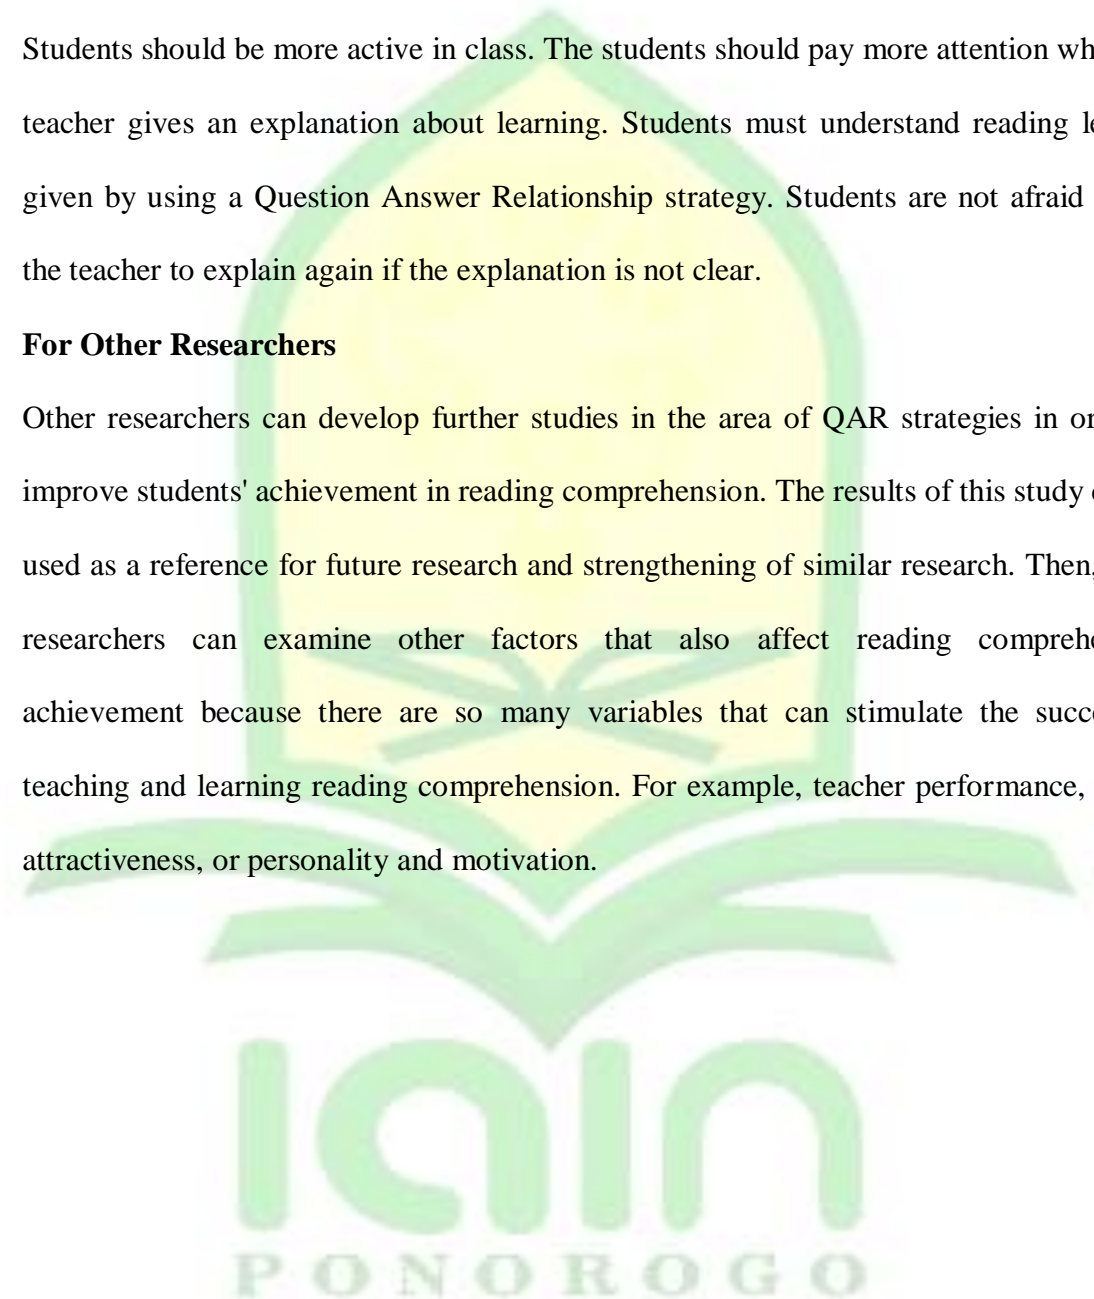 Students should be more active in class. The students should pay more attention wh
teacher gives an explanation about learning. Students must understand reading le
given by using a Question Answer Relationship strategy. Students are not afraid
the teacher to explain again if the explanation is not clear.
For Other Researchers
Other researchers can develop further studies in the area of QAR strategies in or
improve students' achievement in reading comprehension. The results of this study
used as a reference for future research and strengthening of similar research. Then,
researchers can examine other factors that also affect reading comprehe
achievement because there are so many variables that can stimulate the succe
teaching and learning reading comprehension. For example, teacher performance,
attractiveness, or personality and motivation.
iain
PONOROGO